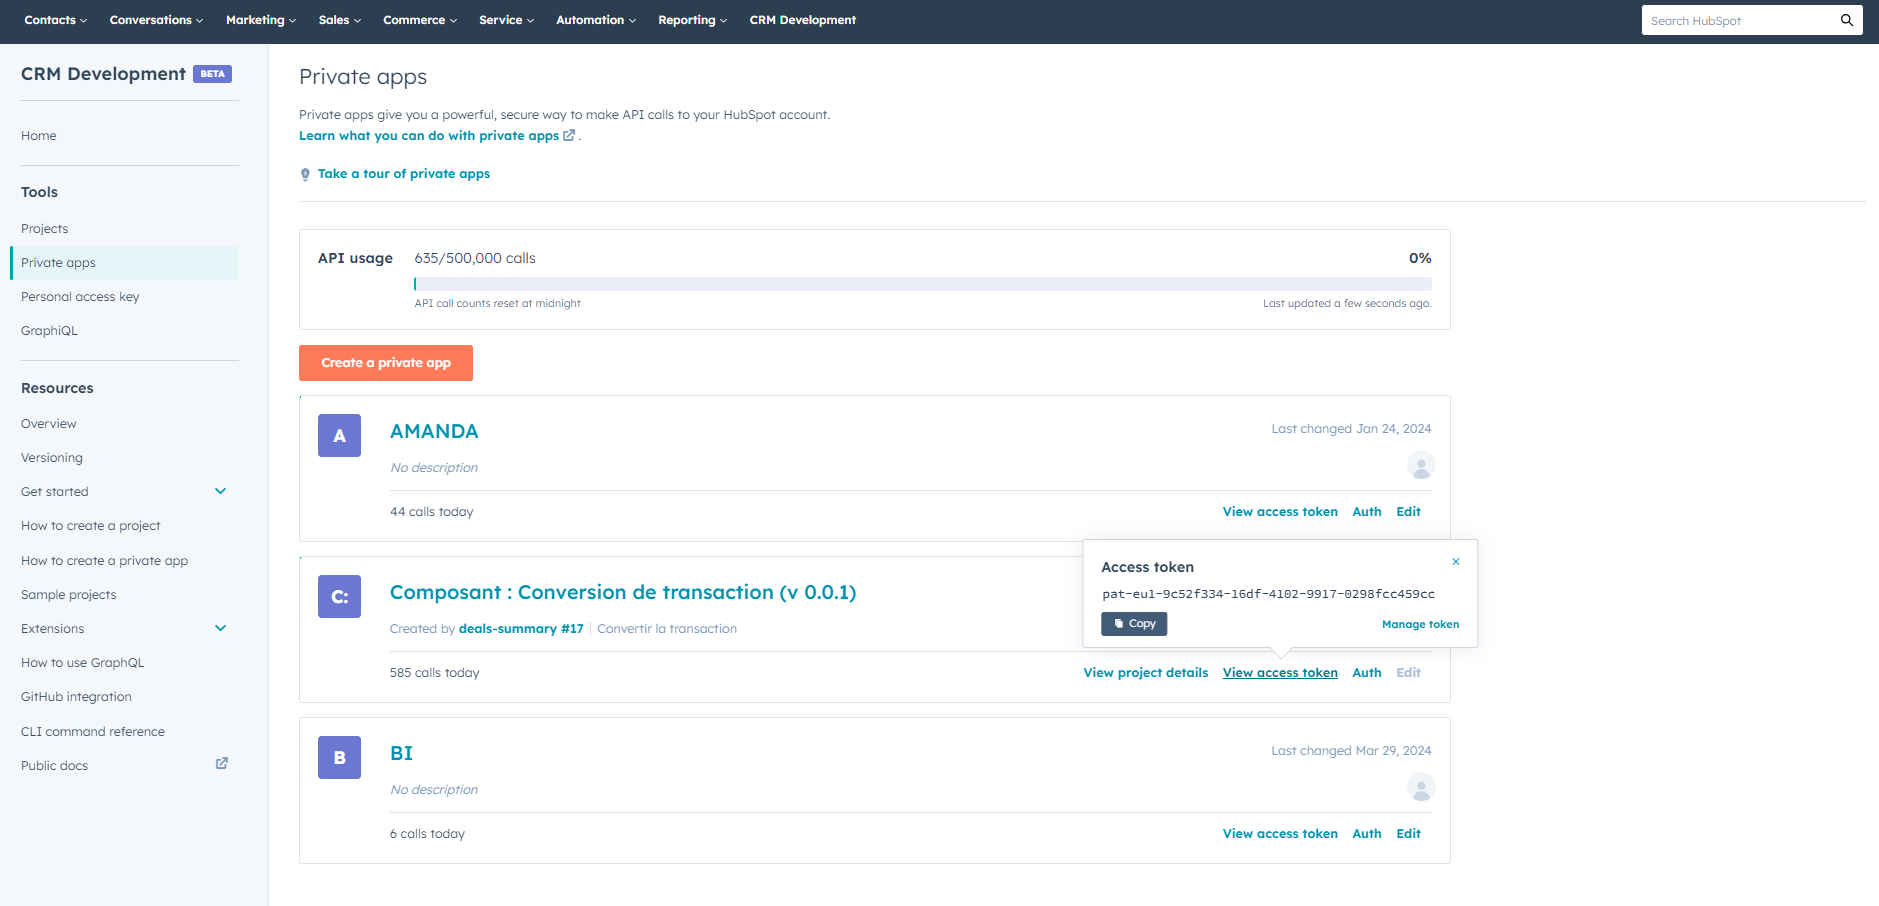 Contacts Conversations Marketing Sales Commerce Service Automation Reporting CRM Development Search HubSpot
CRM Development BETA
Home
Tools
Projects
Private apps
Personal access key
GraphiQL
Resources
Overview
Versioning
Get started
How to create a project
How to create a private app
Sample projects
Extensions
How to use GraphQL
GitHub integration
CLI command reference
Public docs
Private apps
Private apps give you a powerful, secure way to make API calls to your HubSpot account.
Learn what you can do with private apps .
Take a tour of private apps
API usage 635/500,000 calls 0%
API call counts reset at midnight Last updated a few seconds ago.
Create a private app
A AMANDA Last changed Jan 24, 2024
No description
44 calls today View access token Auth Edit
Access token ×
pat-eu1-9c52f334-16df-4102-9917-0298fcc459cc
Copy Manage token
C: Composant : Conversion de transaction (v 0.0.1)
Created by deals-summary #17 Convertir la transaction
585 calls today View project details View access token Auth Edit
B BI Last changed Mar 29, 2024
No description
6 calls today View access token Auth Edit